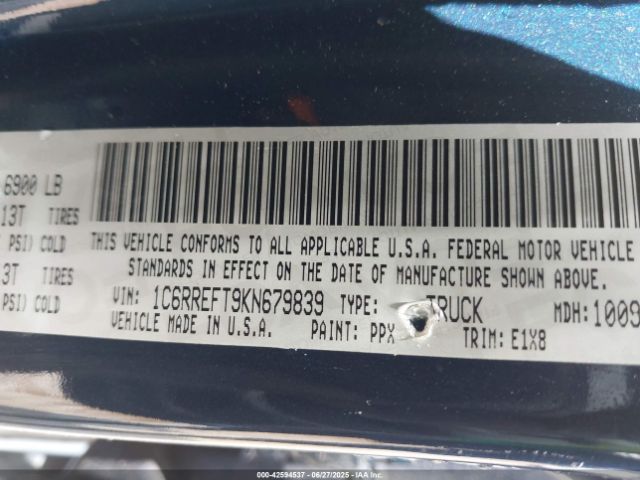 6900 LB
13T TIRES
PSI) COLD
3T TIRES
PSI) COLD
THIS VEHICLE CONFORMS TO ALL APPLICABLE U.S.A. FEDERAL MOTOR VEHICLE
STANDARDS IN EFFECT ON THE DATE OF MANUFACTURE SHOWN ABOVE.
VIN: 1C6RREFT9KN679839 TYPE: TRUCK MDH:1009
VEHICLE MADE IN U.S.A. PAINT: PPX TRIM: E1X8
000-42594537 06/27/2025 IAAI.COM